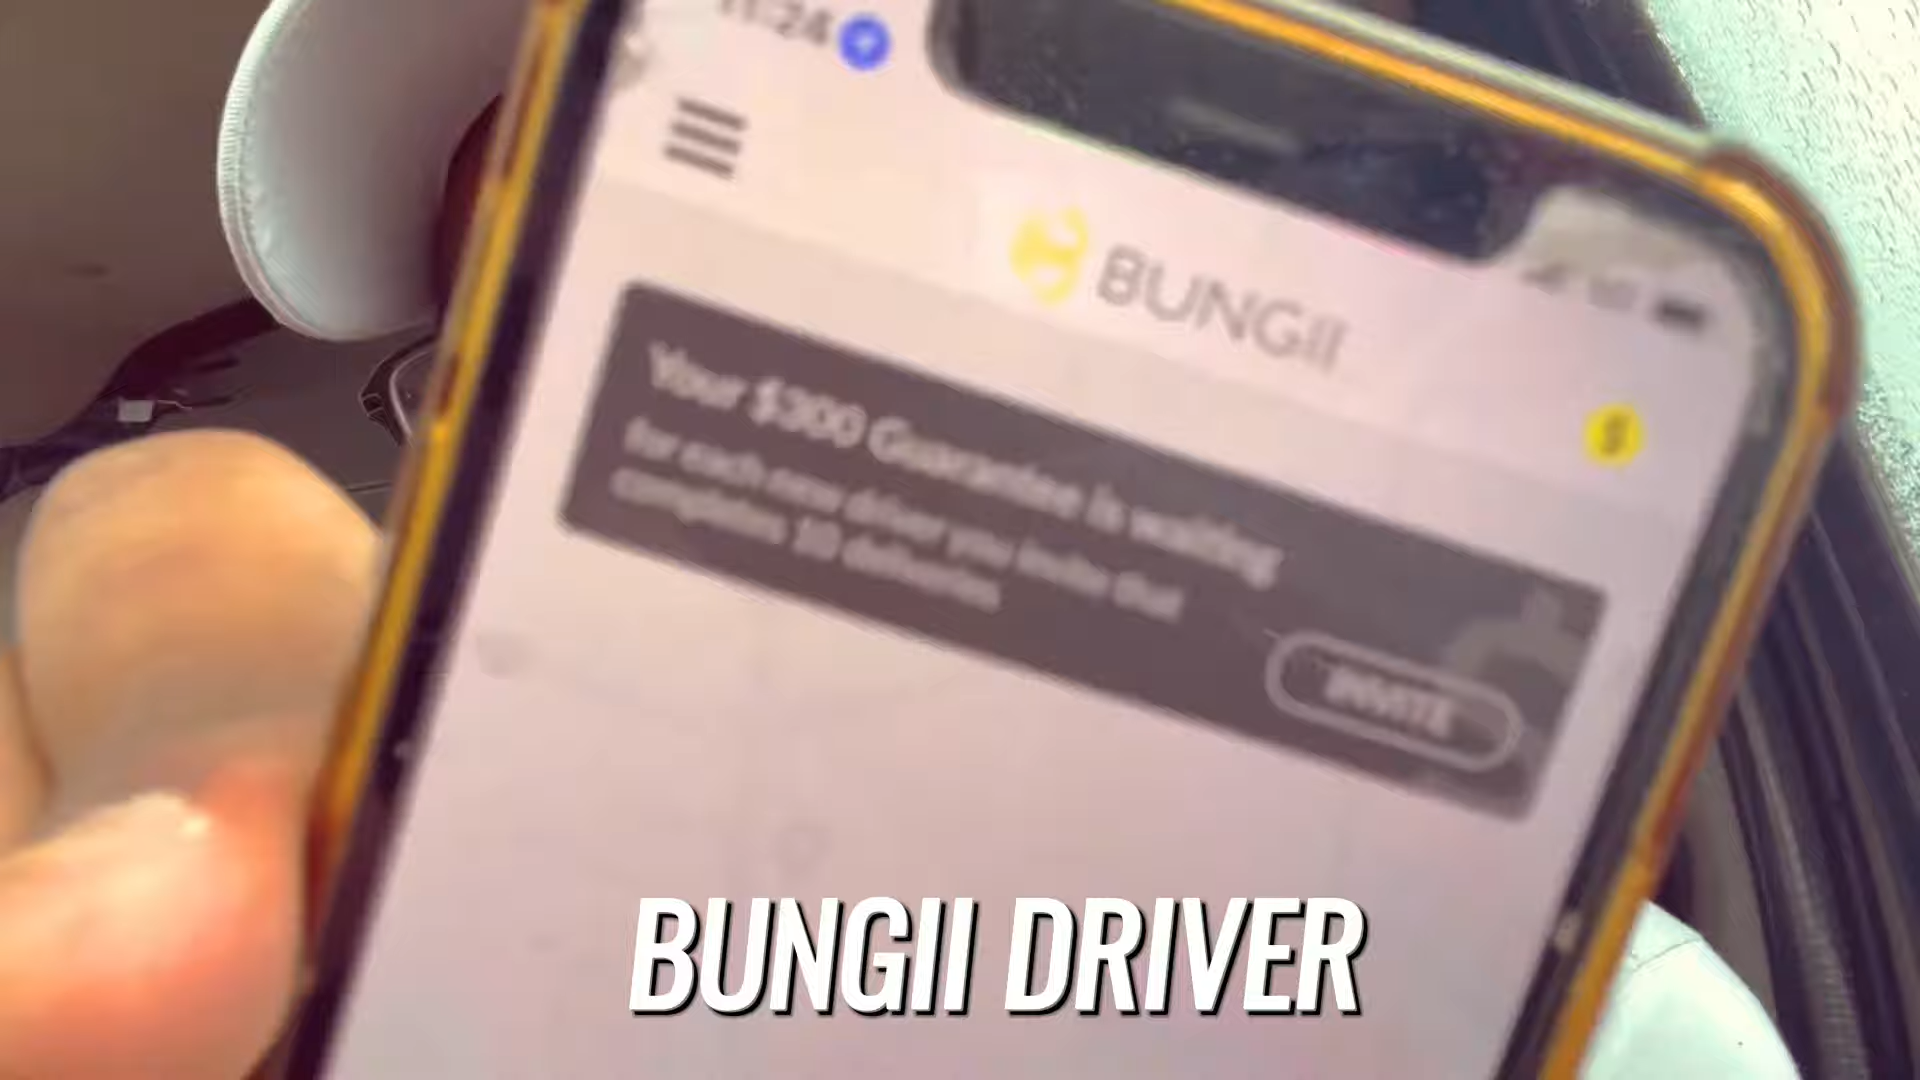 11:24
BUNGII
$
Your $300 Guarantee is waiting
for each new driver you invite that
completes 10 deliveries
INVITE
BUNGII DRIVER